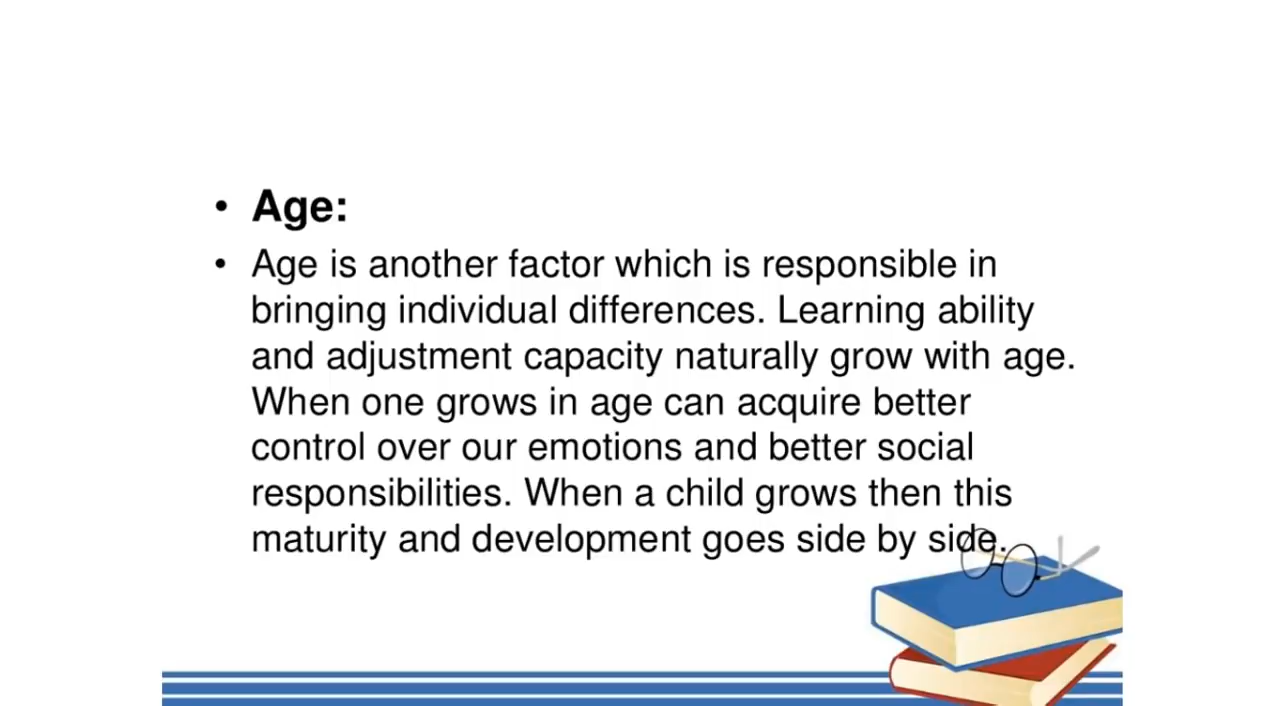 • Age:
• Age is another factor which is responsible in
bringing individual differences. Learning ability
and adjustment capacity naturally grow with age.
When one grows in age can acquire better
control over our emotions and better social
responsibilities. When a child grows then this
maturity and development goes side by side.